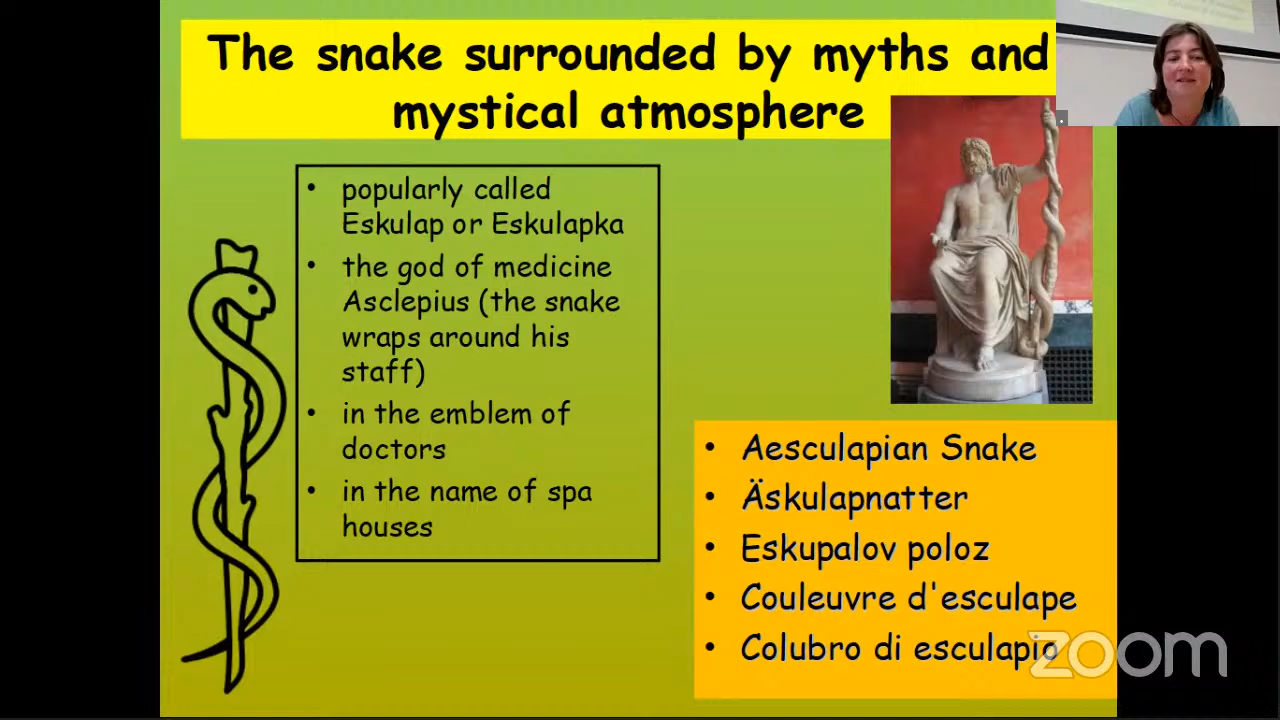 The snake surrounded by myths and
mystical atmosphere
• popularly called
Eskulap or Eskulapka
• the god of medicine
Asclepius (the snake
wraps around his
staff)
• in the emblem of
doctors
• in the name of spa
houses
• Aesculapian Snake
• Äskulapnatter
• Eskupalov poloz
• Couleuvre d'esculape
• Colubro di esculapio
zoom